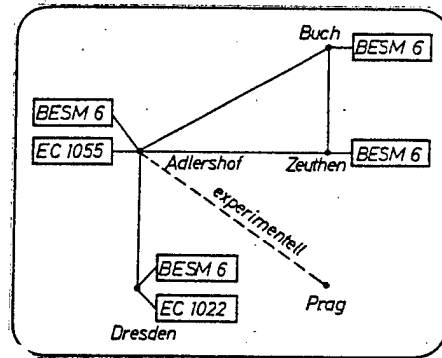 Buch
BESM 6
BESM 6
EC 1055
Adlershof
Zeuthen
BESM 6
experimentell
BESM 6
EC 1022
Prag
Dresden